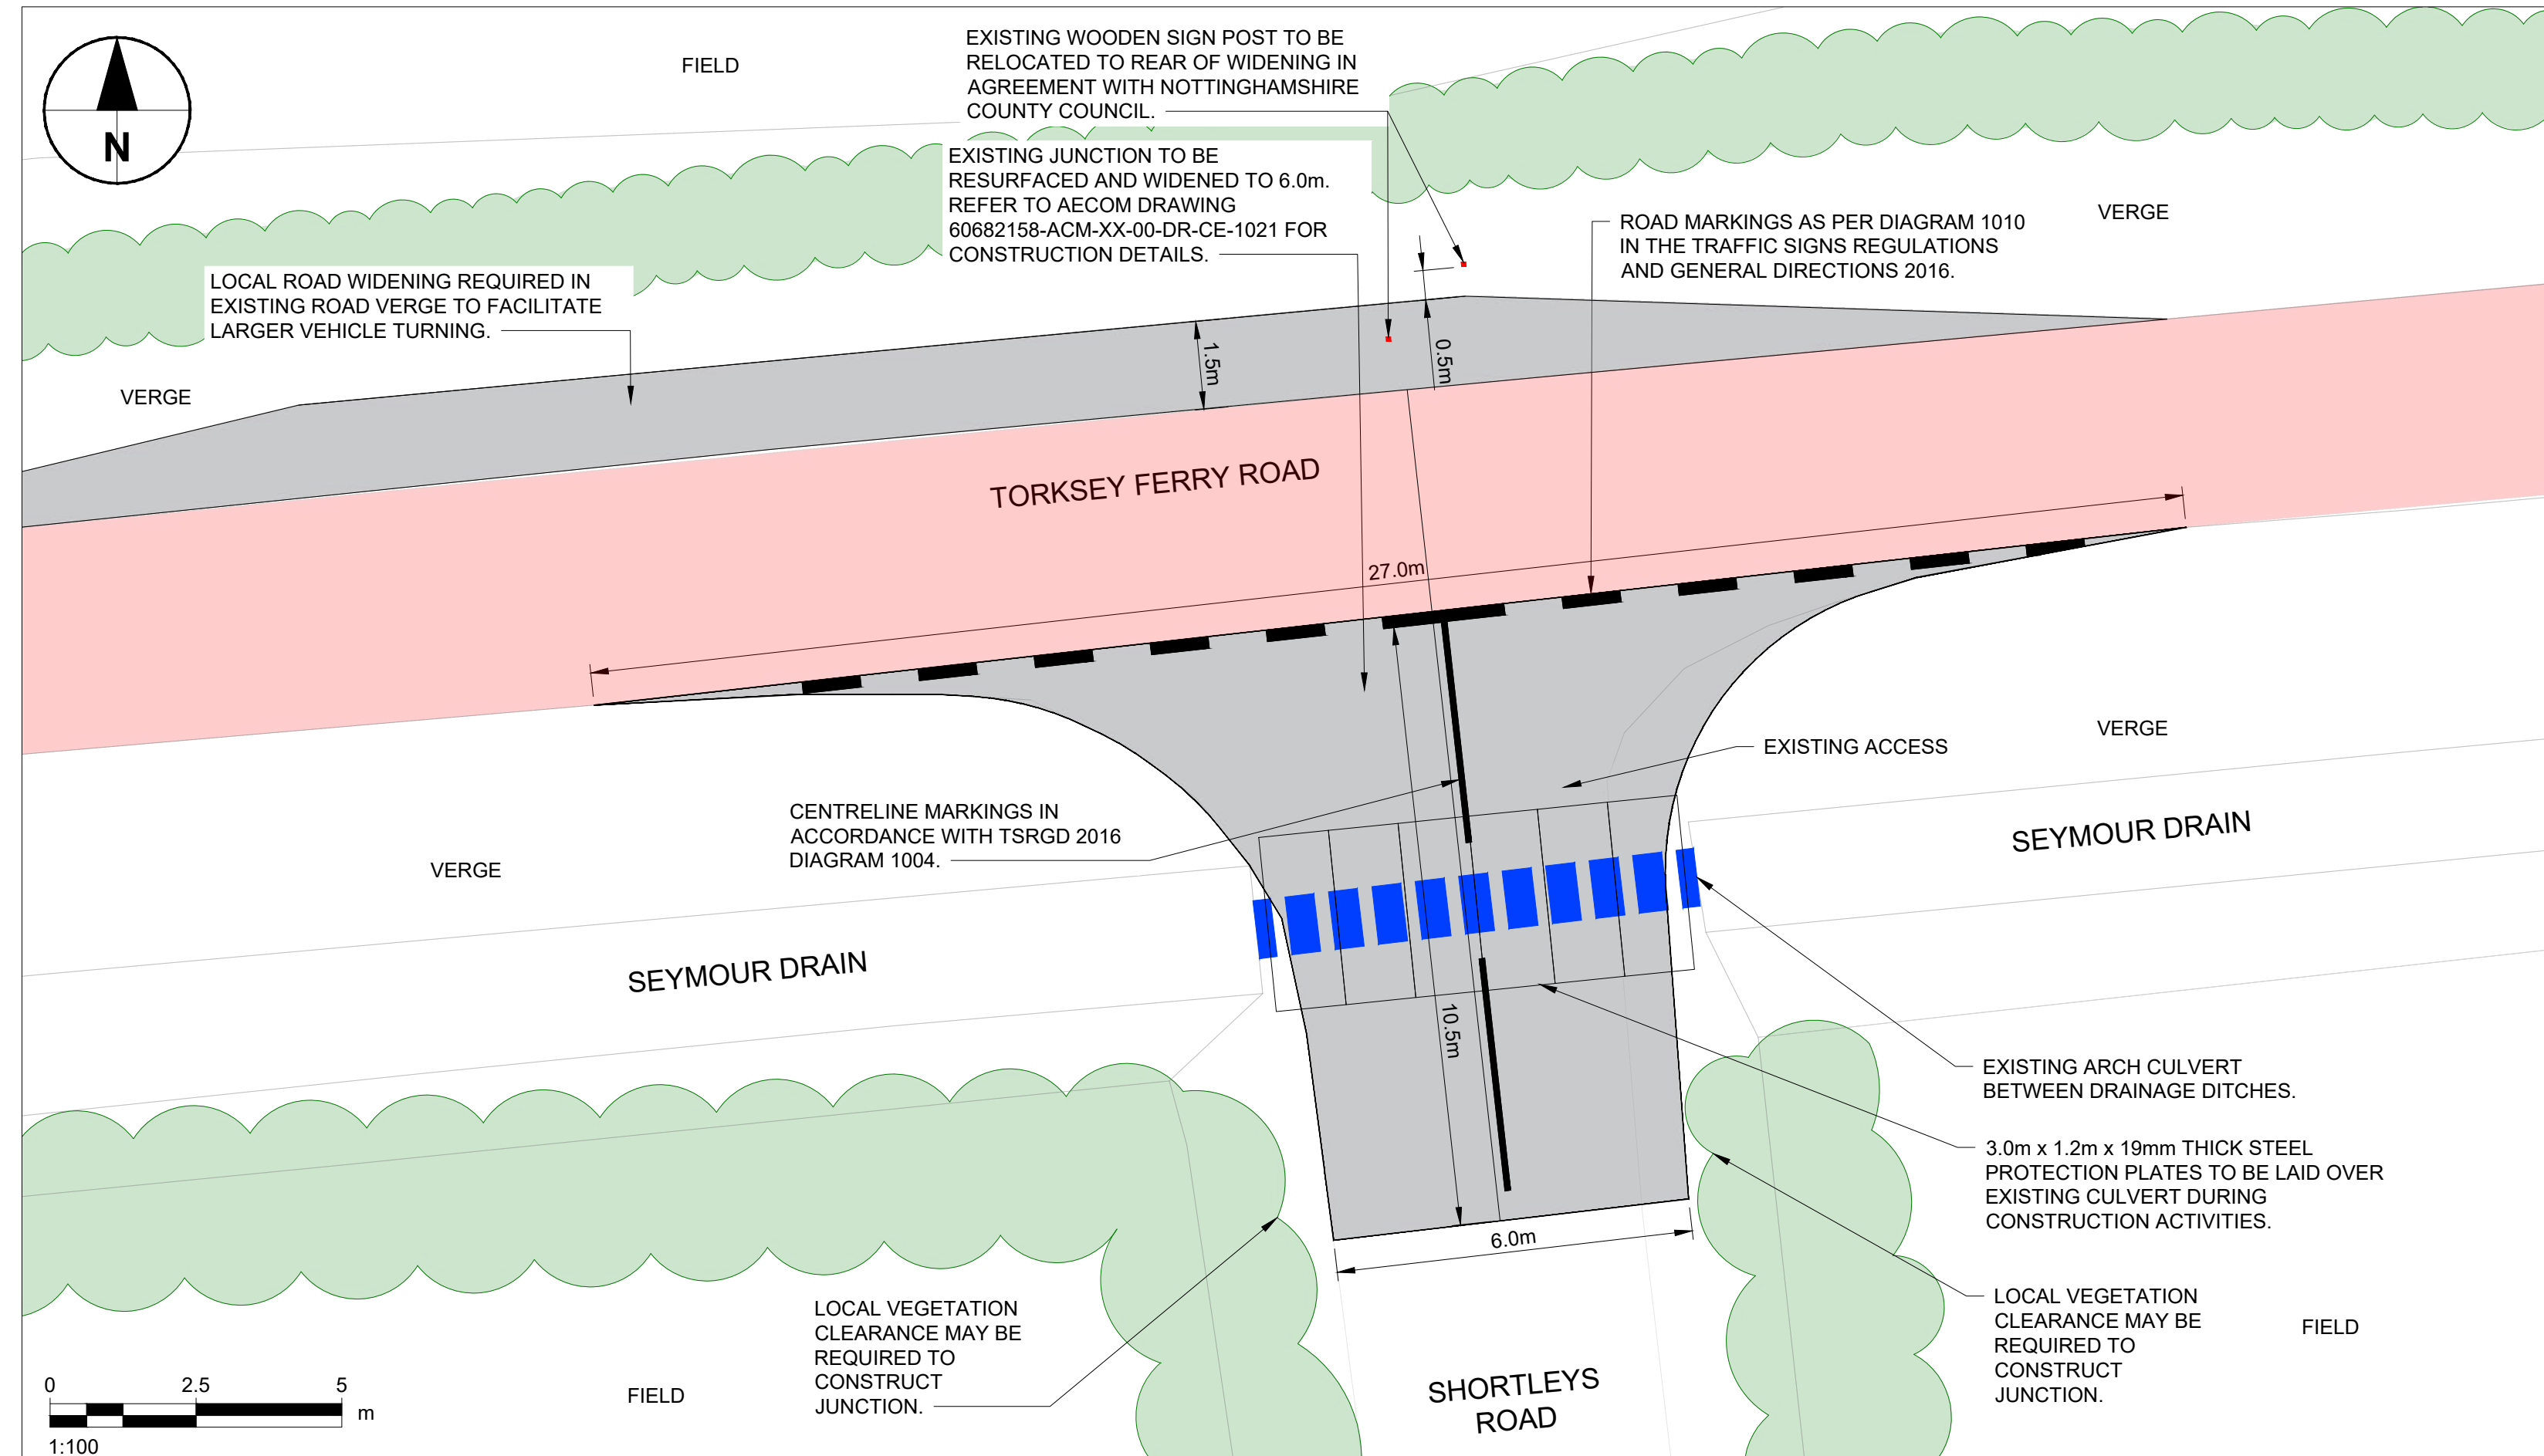 N
FIELD
EXISTING WOODEN SIGN POST TO BE
RELOCATED TO REAR OF WIDENING IN
AGREEMENT WITH NOTTINGHAMSHIRE
COUNTY COUNCIL.
EXISTING JUNCTION TO BE
RESURFACED AND WIDENED TO 6.0m.
REFER TO AECOM DRAWING
60682158-ACM-XX-00-DR-CE-1021 FOR
CONSTRUCTION DETAILS.
ROAD MARKINGS AS PER DIAGRAM 1010
IN THE TRAFFIC SIGNS REGULATIONS
AND GENERAL DIRECTIONS 2016.
VERGE
LOCAL ROAD WIDENING REQUIRED IN
EXISTING ROAD VERGE TO FACILITATE
LARGER VEHICLE TURNING.
VERGE
1.5m
0.5m
TORKSEY FERRY ROAD
27.0m
VERGE
EXISTING ACCESS
CENTRELINE MARKINGS IN
ACCORDANCE WITH TSRGD 2016
DIAGRAM 1004.
VERGE
SEYMOUR DRAIN
SEYMOUR DRAIN
10.5m
EXISTING ARCH CULVERT
BETWEEN DRAINAGE DITCHES.
3.0m x 1.2m x 19mm THICK STEEL
PROTECTION PLATES TO BE LAID OVER
EXISTING CULVERT DURING
CONSTRUCTION ACTIVITIES.
6.0m
LOCAL VEGETATION
CLEARANCE MAY BE
REQUIRED TO
CONSTRUCT
JUNCTION.
LOCAL VEGETATION
CLEARANCE MAY BE
REQUIRED TO
CONSTRUCT
JUNCTION.
FIELD
FIELD
SHORTLEYS
ROAD
0 2.5 5
m
1:100